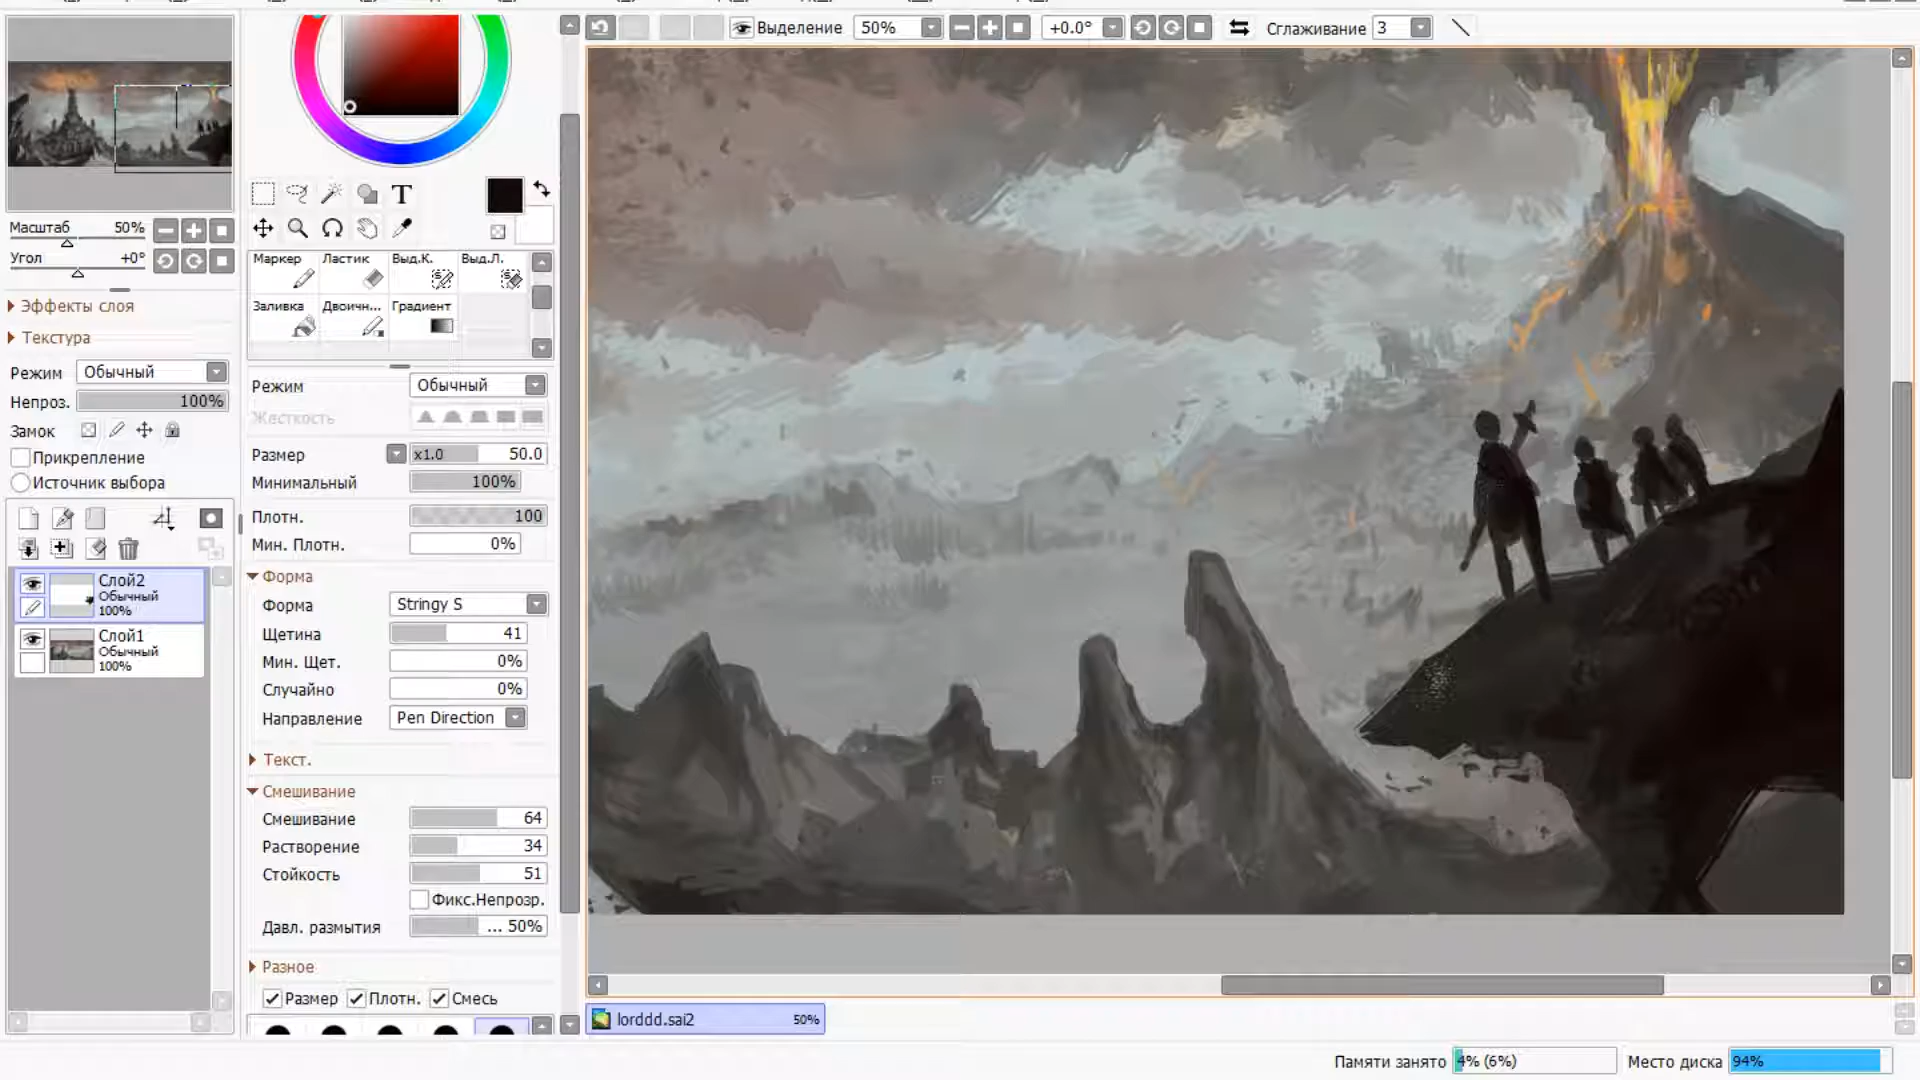 Выделение 50% +0.0° Сглаживание 3
Масштаб 50%
Угол +0°
Эффекты слоя
Текстура
Режим Обычный
Непроз. 100%
Замок
Прикрепление
Источник выбора
Слой2
Обычный
100%
Слой1
Обычный
100%
T
Маркер Ластик Выд.К. Выд.Л.
Заливка Двоичн... Градиент
Режим Обычный
Жесткость
Размер x1.0 50.0
Минимальный 100%
Плотн. 100
Мин. Плотн. 0%
Форма
Форма Stringy S
Щетина 41
Мин. Щет. 0%
Случайно 0%
Направление Pen Direction
Текст.
Смешивание
Смешивание 64
Растворение 34
Стойкость 51
Фикс.Непрозр.
Давл. размытия ... 50%
Разное
Размер Плотн. Смесь
lorddd.sai2 50%
Памяти занято 4% (6%) Место диска 94%